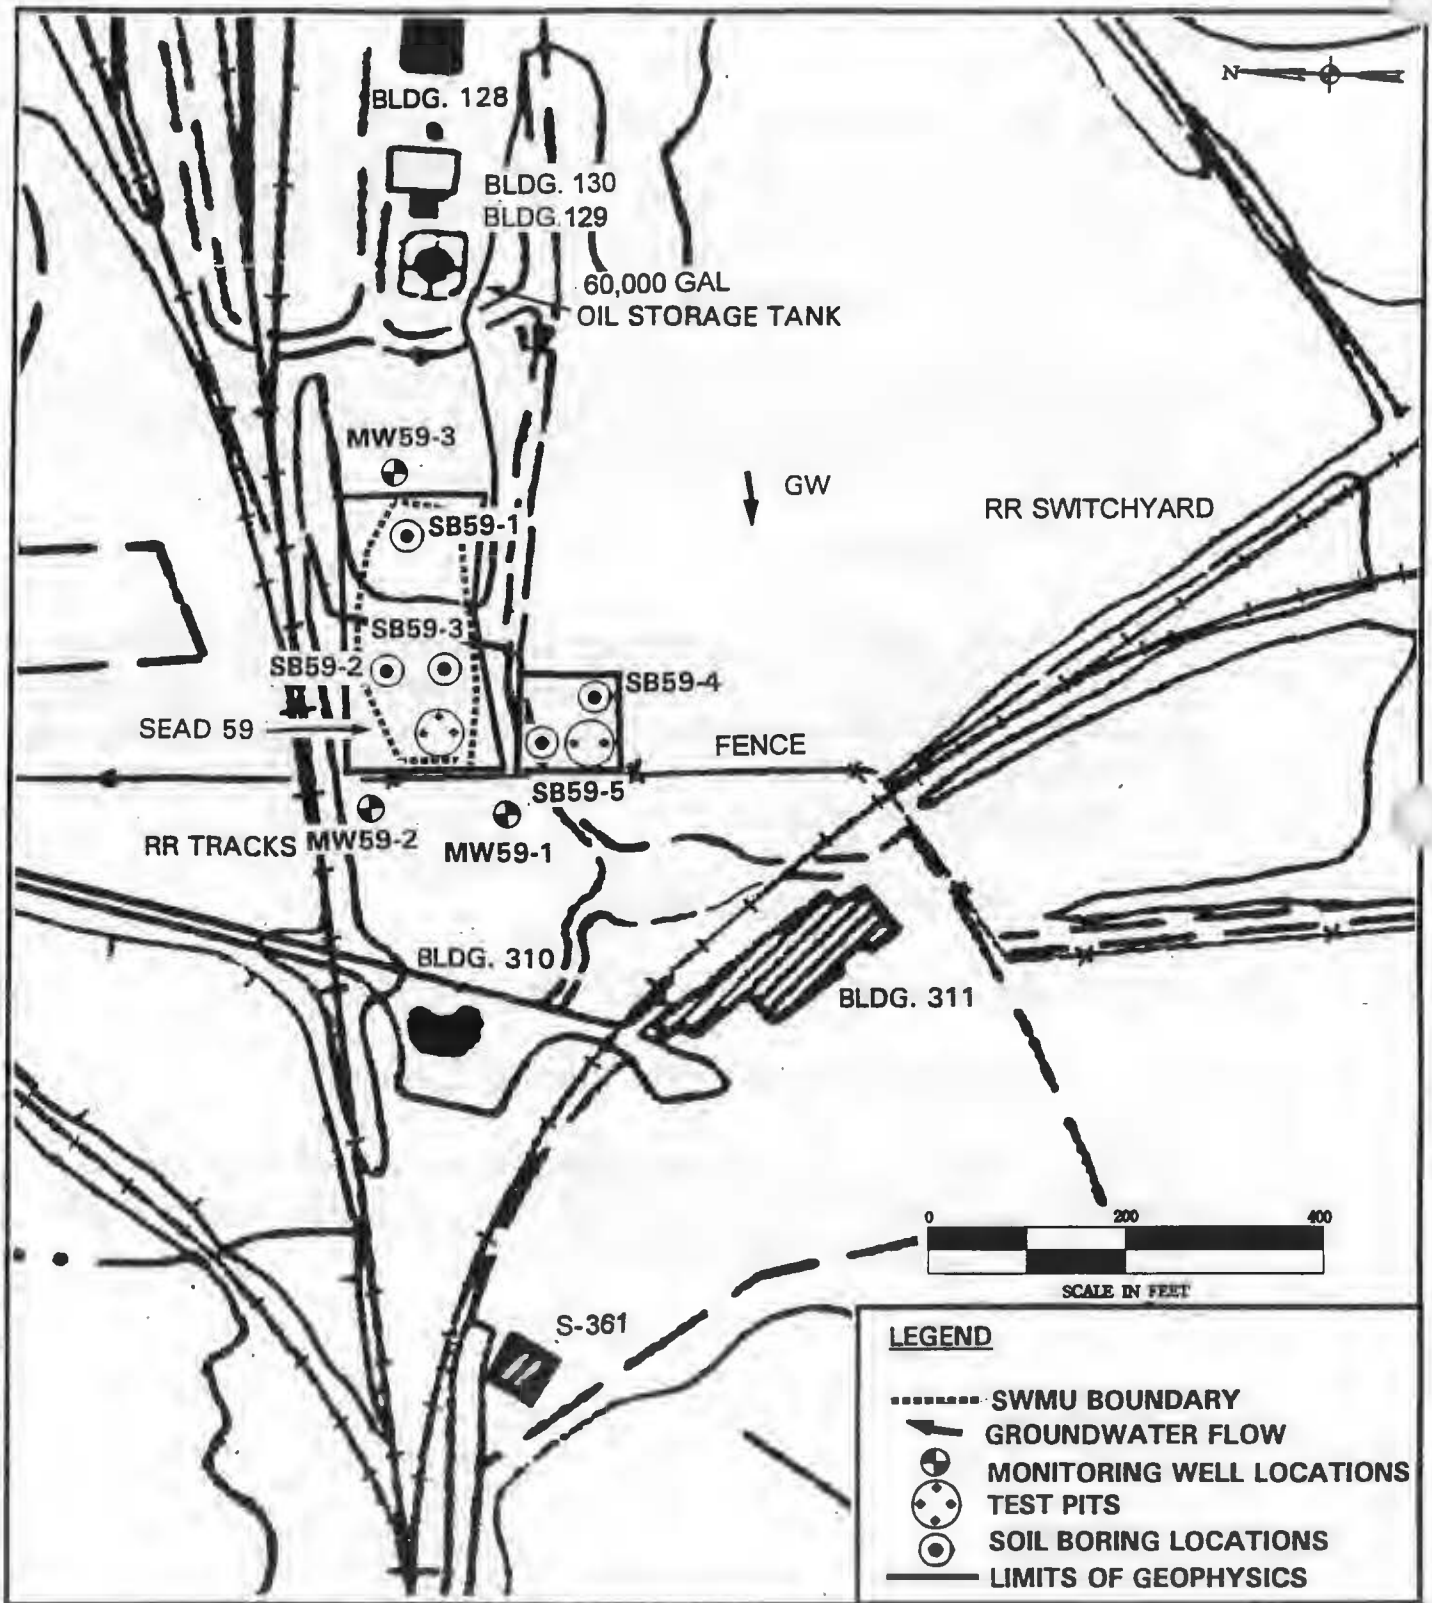 N
BLDG. 128
BLDG. 130
BLDG. 129
60,000 GAL
OIL STORAGE TANK
MW59-3
GW
RR SWITCHYARD
SB59-1
SB59-3
SB59-2
SB59-4
SEAD 59
FENCE
SB59-5
RR TRACKS
MW59-2
MW59-1
BLDG. 310
BLDG. 311
0 200 400
SCALE IN FEET
S-361
LEGEND
SWMU BOUNDARY
GROUNDWATER FLOW
MONITORING WELL LOCATIONS
TEST PITS
SOIL BORING LOCATIONS
LIMITS OF GEOPHYSICS